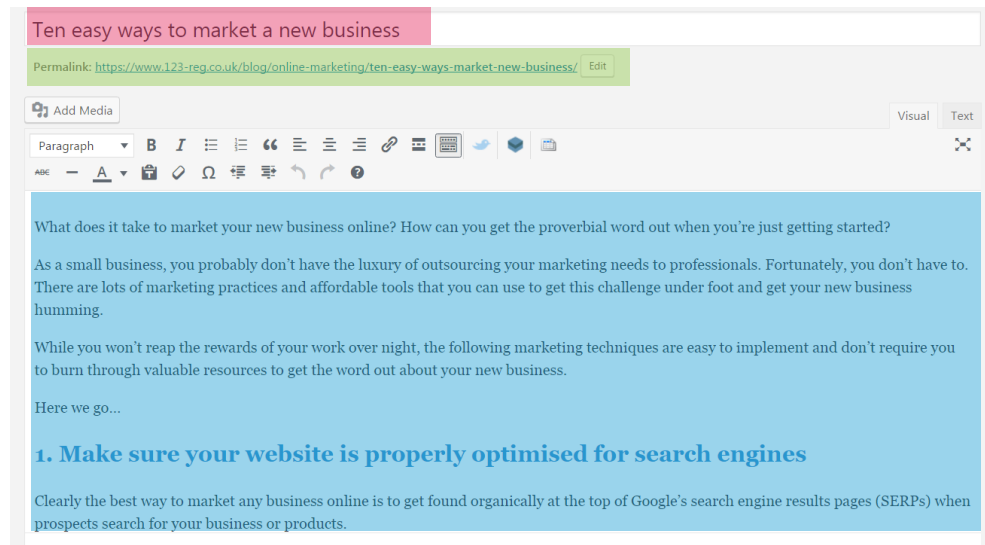 Ten easy ways to market a new business
Permalink: https://www.123-reg.co.uk/blog/online-marketing/ten-easy-ways-market-new-business/ Edit
Add Media
Visual Text
Paragraph B I
ABC A Ω
What does it take to market your new business online? How can you get the proverbial word out when you’re just getting started?
As a small business, you probably don’t have the luxury of outsourcing your marketing needs to professionals. Fortunately, you don’t have to.
There are lots of marketing practices and affordable tools that you can use to get this challenge under foot and get your new business
humming.
While you won’t reap the rewards of your work over night, the following marketing techniques are easy to implement and don’t require you
to burn through valuable resources to get the word out about your new business.
Here we go…
1. Make sure your website is properly optimised for search engines
Clearly the best way to market any business online is to get found organically at the top of Google’s search engine results pages (SERPs) when
prospects search for your business or products.